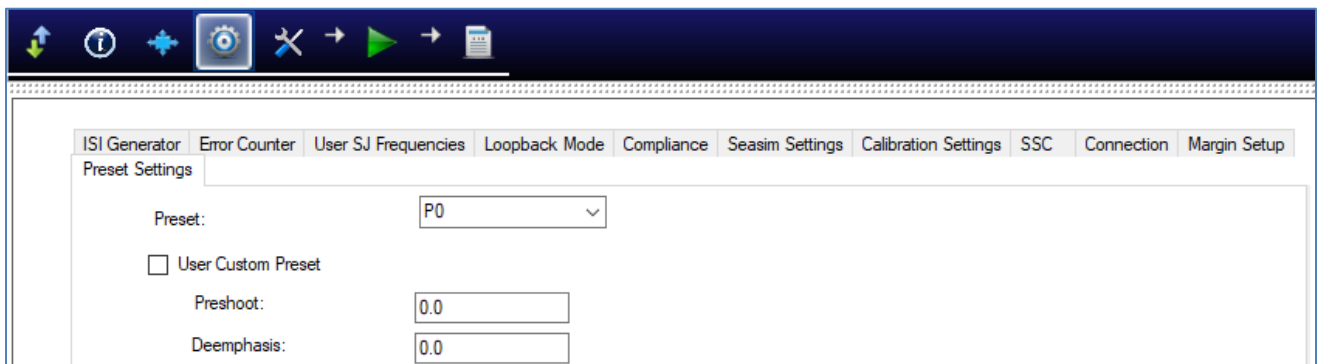 ISI Generator Error Counter User SJ Frequencies Loopback Mode Compliance Seasim Settings Calibration Settings SSC Connection Margin Setup
Preset Settings
Preset: P0
User Custom Preset
Preshoot: 0.0
Deemphasis: 0.0